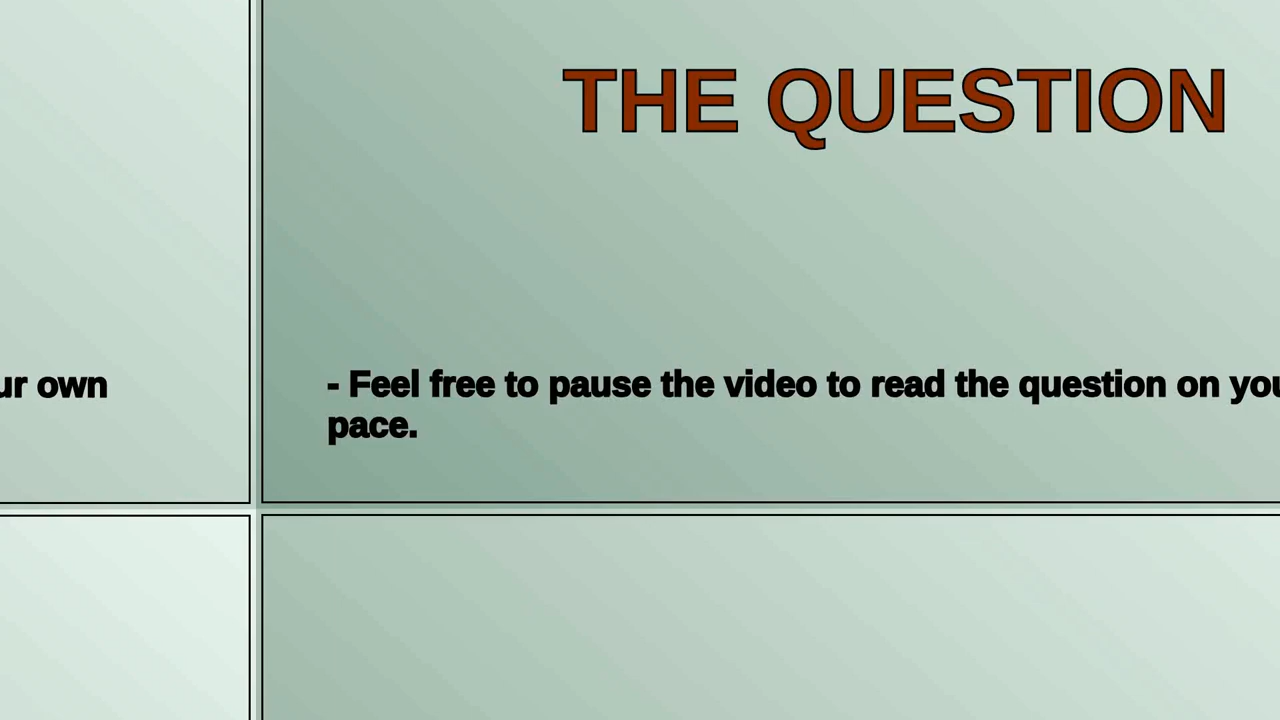 THE QUESTION
ur own
- Feel free to pause the video to read the question on you
pace.